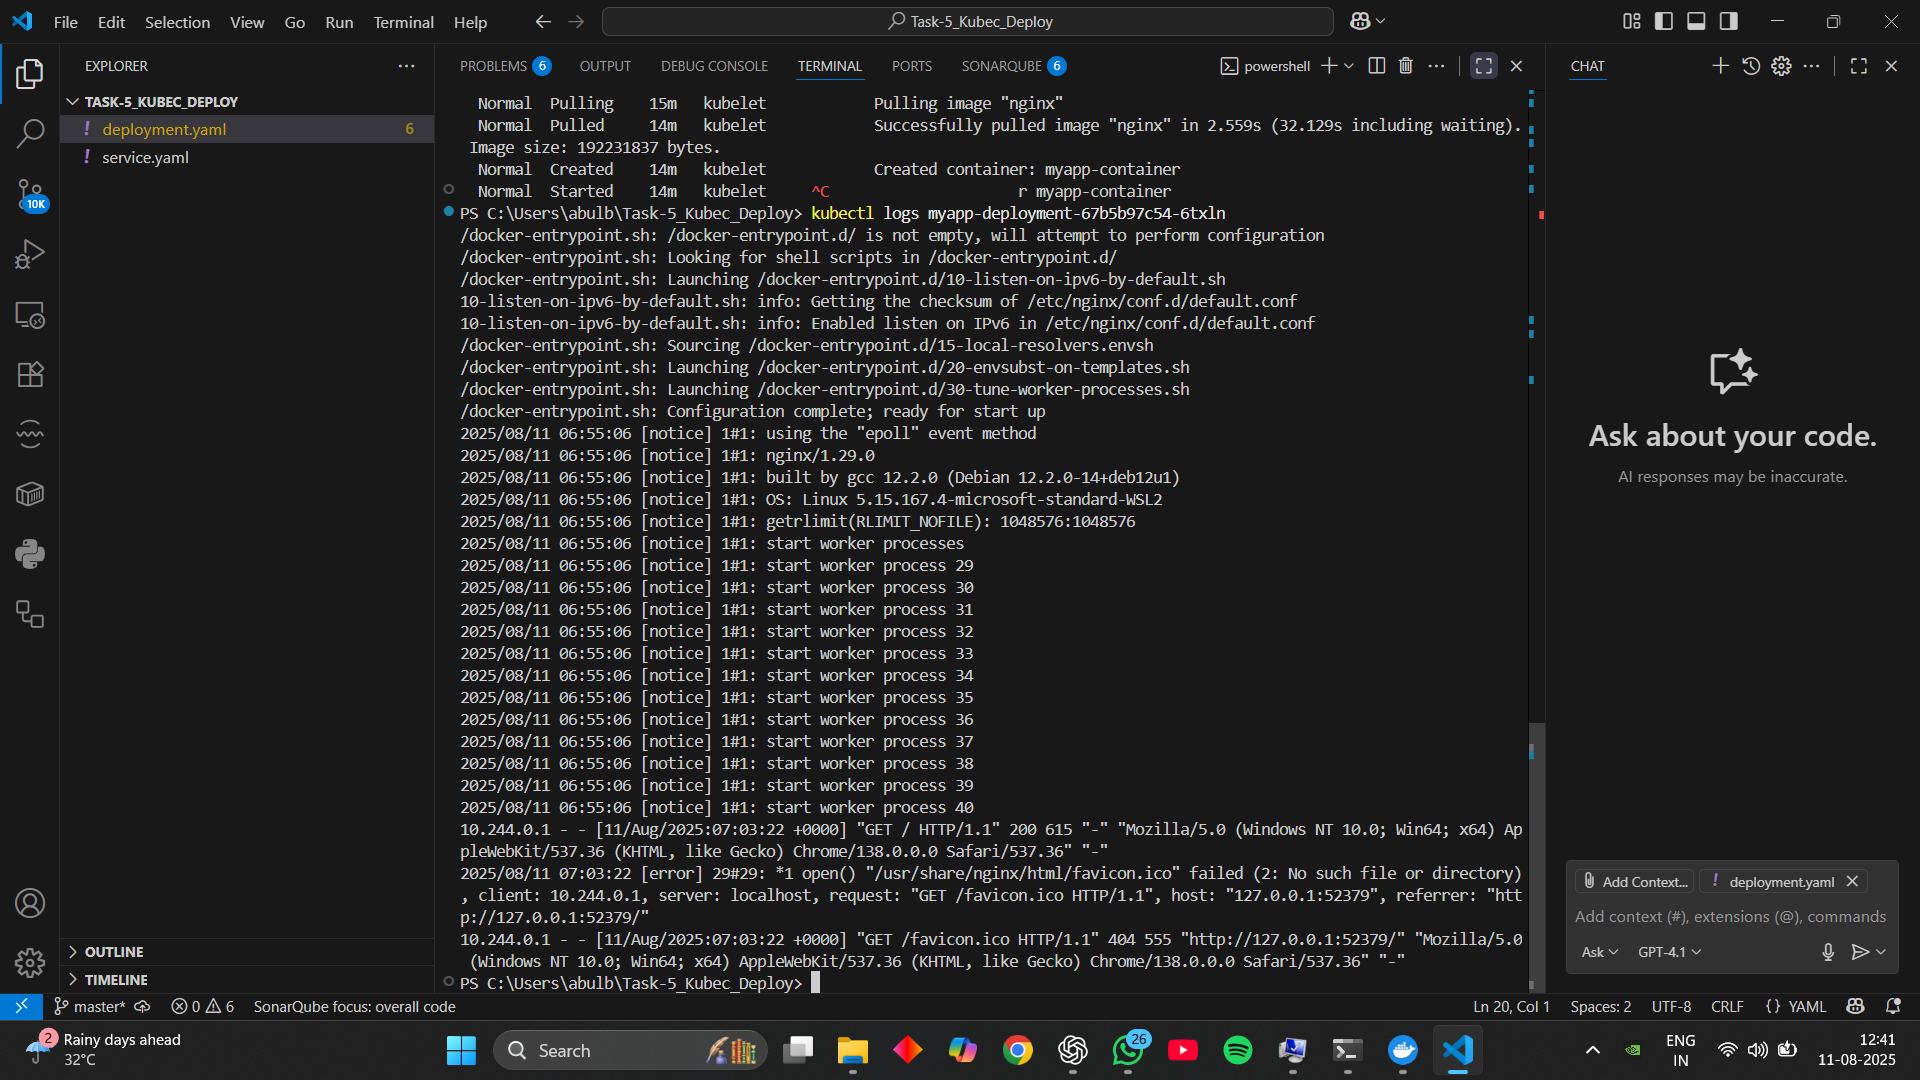 File Edit Selection View Go Run Terminal Help
Task-5_Kubec_Deploy
EXPLORER
TASK-5_KUBEC_DEPLOY
! deployment.yaml 6
! service.yaml
10K
OUTLINE
TIMELINE
PROBLEMS 6 OUTPUT DEBUG CONSOLE TERMINAL PORTS SONARQUBE 6
powershell
Normal Pulling 15m kubelet Pulling image "nginx"
Normal Pulled 14m kubelet Successfully pulled image "nginx" in 2.559s (32.129s including waiting).
Image size: 192231837 bytes.
Normal Created 14m kubelet Created container: myapp-container
Normal Started 14m kubelet ^C r myapp-container
PS C:\Users\abulb\Task-5_Kubec_Deploy> kubectl logs myapp-deployment-67b5b97c54-6txln
/docker-entrypoint.sh: /docker-entrypoint.d/ is not empty, will attempt to perform configuration
/docker-entrypoint.sh: Looking for shell scripts in /docker-entrypoint.d/
/docker-entrypoint.sh: Launching /docker-entrypoint.d/10-listen-on-ipv6-by-default.sh
10-listen-on-ipv6-by-default.sh: info: Getting the checksum of /etc/nginx/conf.d/default.conf
10-listen-on-ipv6-by-default.sh: info: Enabled listen on IPv6 in /etc/nginx/conf.d/default.conf
/docker-entrypoint.sh: Sourcing /docker-entrypoint.d/15-local-resolvers.envsh
/docker-entrypoint.sh: Launching /docker-entrypoint.d/20-envsubst-on-templates.sh
/docker-entrypoint.sh: Launching /docker-entrypoint.d/30-tune-worker-processes.sh
/docker-entrypoint.sh: Configuration complete; ready for start up
2025/08/11 06:55:06 [notice] 1#1: using the "epoll" event method
2025/08/11 06:55:06 [notice] 1#1: nginx/1.29.0
2025/08/11 06:55:06 [notice] 1#1: built by gcc 12.2.0 (Debian 12.2.0-14+deb12u1)
2025/08/11 06:55:06 [notice] 1#1: OS: Linux 5.15.167.4-microsoft-standard-WSL2
2025/08/11 06:55:06 [notice] 1#1: getrlimit(RLIMIT_NOFILE): 1048576:1048576
2025/08/11 06:55:06 [notice] 1#1: start worker processes
2025/08/11 06:55:06 [notice] 1#1: start worker process 29
2025/08/11 06:55:06 [notice] 1#1: start worker process 30
2025/08/11 06:55:06 [notice] 1#1: start worker process 31
2025/08/11 06:55:06 [notice] 1#1: start worker process 32
2025/08/11 06:55:06 [notice] 1#1: start worker process 33
2025/08/11 06:55:06 [notice] 1#1: start worker process 34
2025/08/11 06:55:06 [notice] 1#1: start worker process 35
2025/08/11 06:55:06 [notice] 1#1: start worker process 36
2025/08/11 06:55:06 [notice] 1#1: start worker process 37
2025/08/11 06:55:06 [notice] 1#1: start worker process 38
2025/08/11 06:55:06 [notice] 1#1: start worker process 39
2025/08/11 06:55:06 [notice] 1#1: start worker process 40
10.244.0.1 - - [11/Aug/2025:07:03:22 +0000] "GET / HTTP/1.1" 200 615 "-" "Mozilla/5.0 (Windows NT 10.0; Win64; x64) Ap
pleWebKit/537.36 (KHTML, like Gecko) Chrome/138.0.0.0 Safari/537.36" "-"
2025/08/11 07:03:22 [error] 29#29: *1 open() "/usr/share/nginx/html/favicon.ico" failed (2: No such file or directory)
, client: 10.244.0.1, server: localhost, request: "GET /favicon.ico HTTP/1.1", host: "127.0.0.1:52379", referrer: "htt
p://127.0.0.1:52379/"
10.244.0.1 - - [11/Aug/2025:07:03:22 +0000] "GET /favicon.ico HTTP/1.1" 404 555 "http://127.0.0.1:52379/" "Mozilla/5.0
(Windows NT 10.0; Win64; x64) AppleWebKit/537.36 (KHTML, like Gecko) Chrome/138.0.0.0 Safari/537.36" "-"
PS C:\Users\abulb\Task-5_Kubec_Deploy>
CHAT
Ask about your code.
AI responses may be inaccurate.
Add Context... ! deployment.yaml
Add context (#), extensions (@), commands
Ask GPT-4.1
master* 0 6 SonarQube focus: overall code
Ln 20, Col 1 Spaces: 2 UTF-8 CRLF {} YAML
2
Rainy days ahead
32°C
Search
26
ENG
IN
12:41
11-08-2025